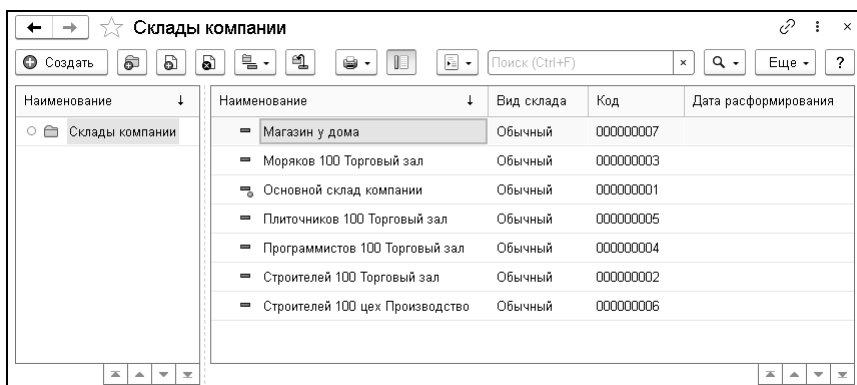 Склады компании
Создать
Поиск (Ctrl+F)
Еще
?
Наименование
Склады компании
Наименование Вид склада Код Дата расформирования
Магазин у дома Обычный 000000007
Моряков 100 Торговый зал Обычный 000000003
Основной склад компании Обычный 000000001
Плиточников 100 Торговый зал Обычный 000000005
Программистов 100 Торговый зал Обычный 000000004
Строителей 100 Торговый зал Обычный 000000002
Строителей 100 цех Производство Обычный 000000006